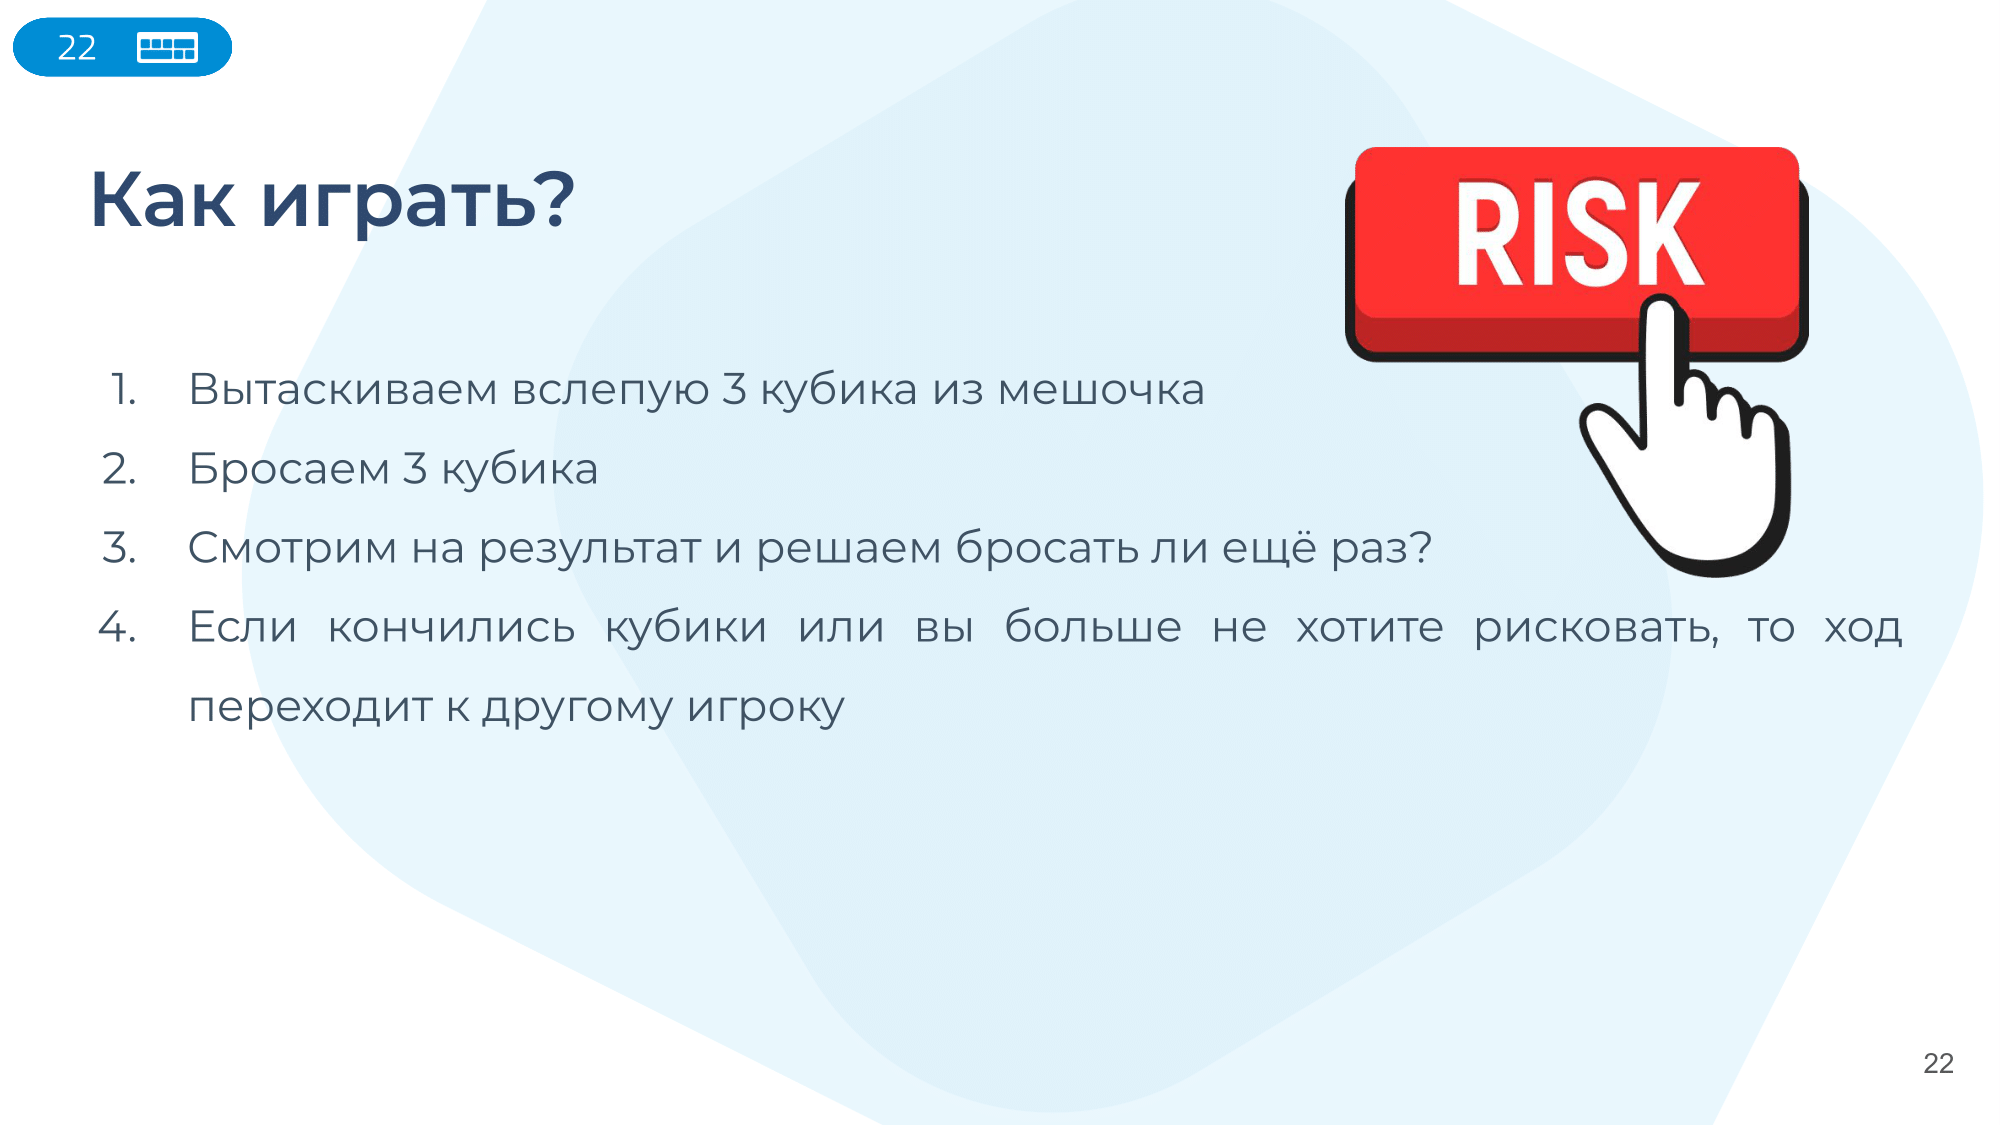 22
Как играть?
RISK
1. Вытаскиваем вслепую 3 кубика из мешочка
2. Бросаем 3 кубика
3. Смотрим на результат и решаем бросать ли ещё раз?
4. Если кончились кубики или вы больше не хотите рисковать, то ход
переходит к другому игроку
22